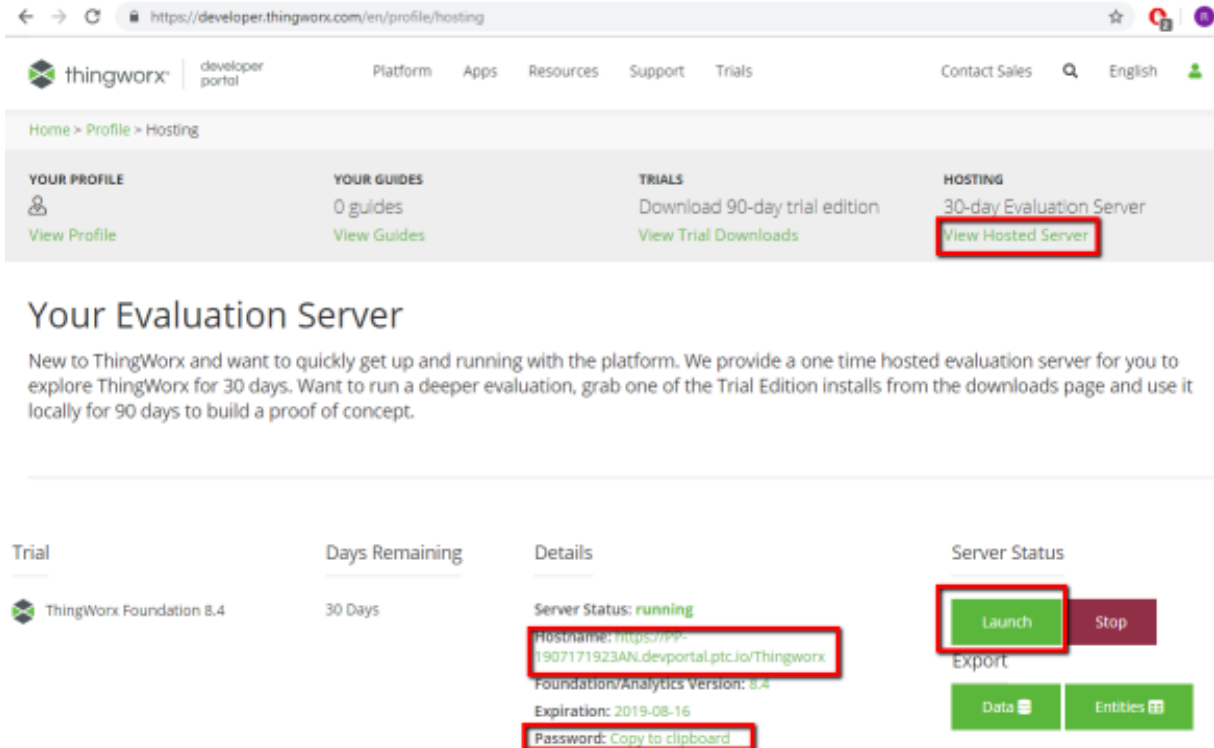 https://developer.thingworx.com/en/profile/hosting
thingworx developer portal Platform Apps Resources Support Trials Contact Sales English
Home > Profile > Hosting
YOUR PROFILE YOUR GUIDES TRIALS HOSTING
0 guides Download 90-day trial edition 30-day Evaluation Server
View Profile View Guides View Trial Downloads View Hosted Server
Your Evaluation Server
New to ThingWorx and want to quickly get up and running with the platform. We provide a one time hosted evaluation server for you to
explore ThingWorx for 30 days. Want to run a deeper evaluation, grab one of the Trial Edition installs from the downloads page and use it
locally for 90 days to build a proof of concept.
Trial Days Remaining Details Server Status
ThingWorx Foundation 8.4 30 Days Server Status: running
Launch Stop
Hostname: https://PP-
1907171923AN.devportal.ptc.io/Thingworx
Export
Foundation/Analytics Version: 8.4
Expiration: 2019-08-16
Data Entities
Password: Copy to clipboard